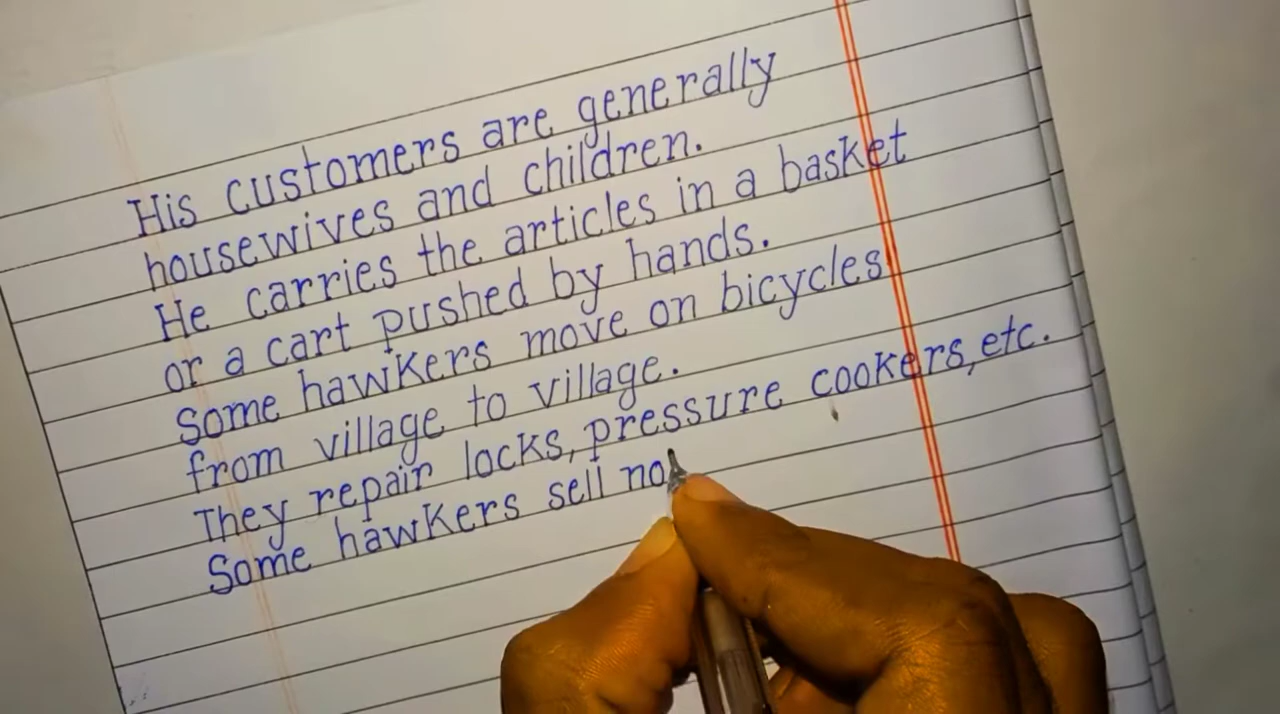 His customers are generally
housewives and children.
He carries the articles in a basket
or a cart pushed by hands.
Some hawkers move on bicycles
from village to village.
They repair locks, pressure cookers, etc.
Some hawkers sell no